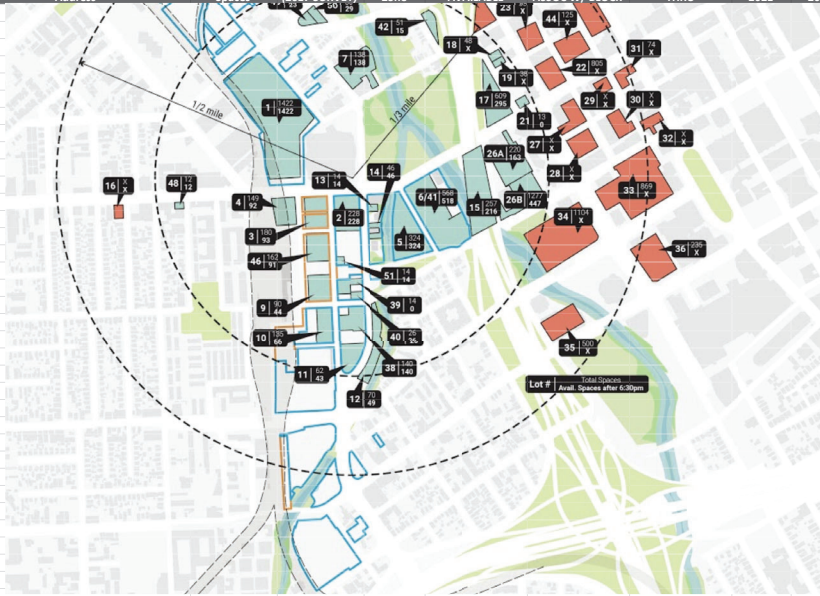 42 51 15
44 125 X
23
18 48 X
31 74 X
7 138 138
22 805 X
19 X
1/2 mile
1 1422 1422
1/3 mile
17 609 295
29 X X
30 X X
21 13 0
27 X X
32 X X
26A 220 163
28 X X
16 X X
48 12 12
13 14 14
14 46 46
33 869 X
4 149 92
2 228 228
6/41 568 518
15 257 216
26B 1277 447
34 1104 X
3 180 93
5 324 324
36 235 X
46 162 91
51 14 14
9 90 44
39 14 0
10 135 66
40 26
35 500 X
11 62 43
38 140 140
Lot # Total Spaces
Avail. Spaces after 6:30pm
12 70 49